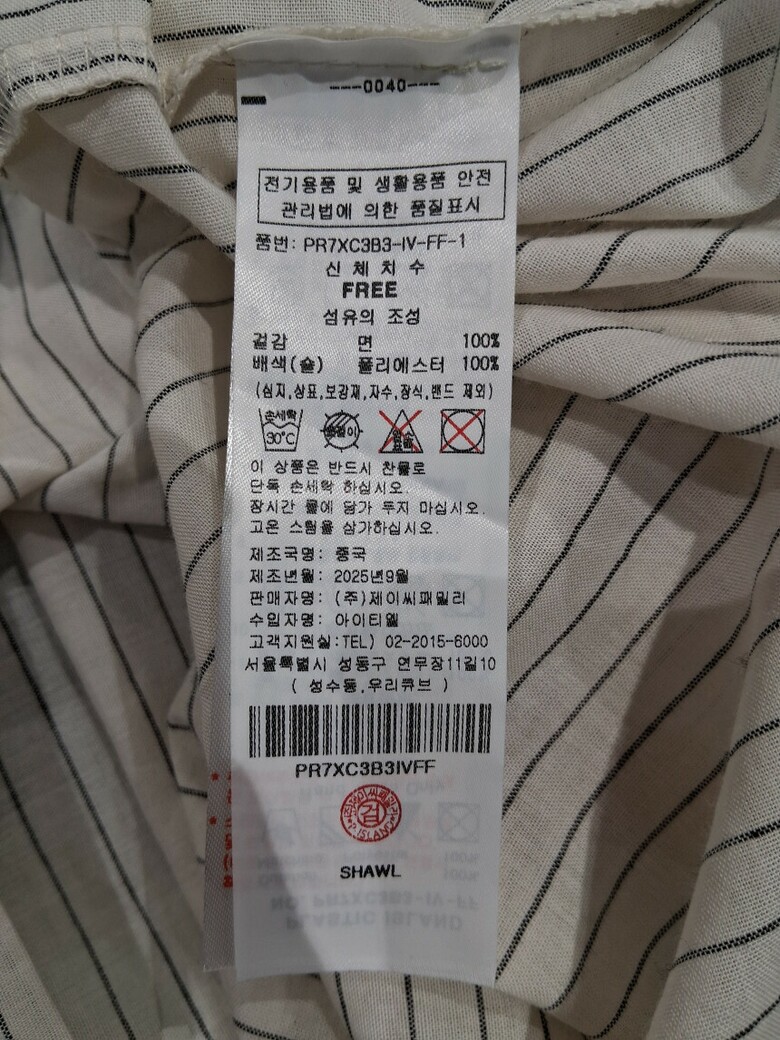 ---0040---
전기용품 및 생활용품 안전
관리법에 의한 품질표시
품번: PR7XC3B3-IV-FF-1
신체치수
FREE
섬유의 조성
겉감 면 100%
배색(숄) 폴리에스터 100%
(심지,상표,보강재,자수,장식,밴드 제외)
손세탁
30℃
이 상품은 반드시 찬물로
단독 손세탁 하십시오.
장시간 물에 담가 두지 마십시오.
고온 스팀을 삼가하십시오.
제조국명: 중국
제조년월: 2025년9월
판매자명: (주)제이씨패밀리
수입자명: 아이티웰
고객지원실:TEL) 02-2015-6000
서울특별시 성동구 연무장11길10
( 성수동,우리큐브 )
PR7XC3B3IVFF
검
P-ISLAND
SHAWL
PLASTIC ISLAND
NO. PR7XC3B3-IV-FF